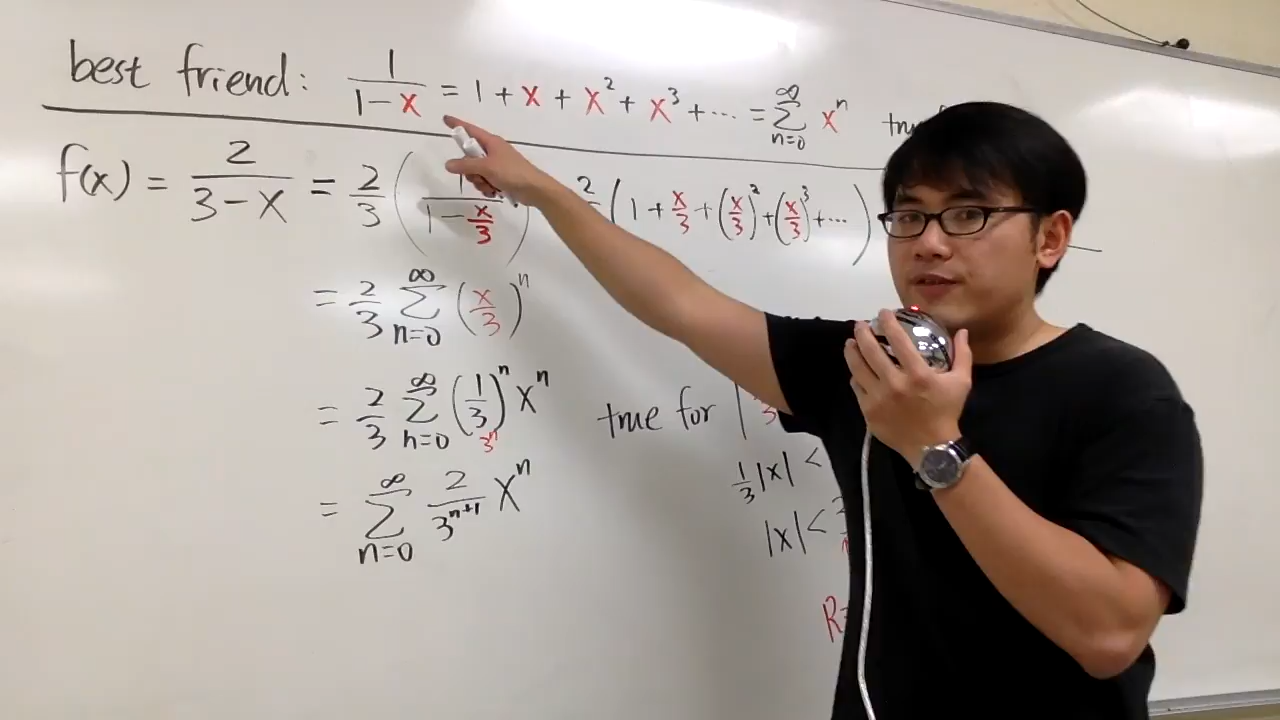 best friend: 1/(1-x) = 1 + x + x² + x³ + ⋯ = ∑_{n=0}^{∞} xⁿ
f(x) = 2/(3-x) = 2/3 (1/(1-x/3)) 2 (1 + x/3 + (x/3)² + (x/3)³ + ⋯)
= 2/3 ∑_{n=0}^{∞} (x/3)ⁿ
= 2/3 ∑_{n=0}^{∞} (1/3)ⁿ xⁿ true for |
3ⁿ
1/3 |x| <
= ∑_{n=0}^{∞} 2/3ⁿ⁺¹ xⁿ |x| <
R=